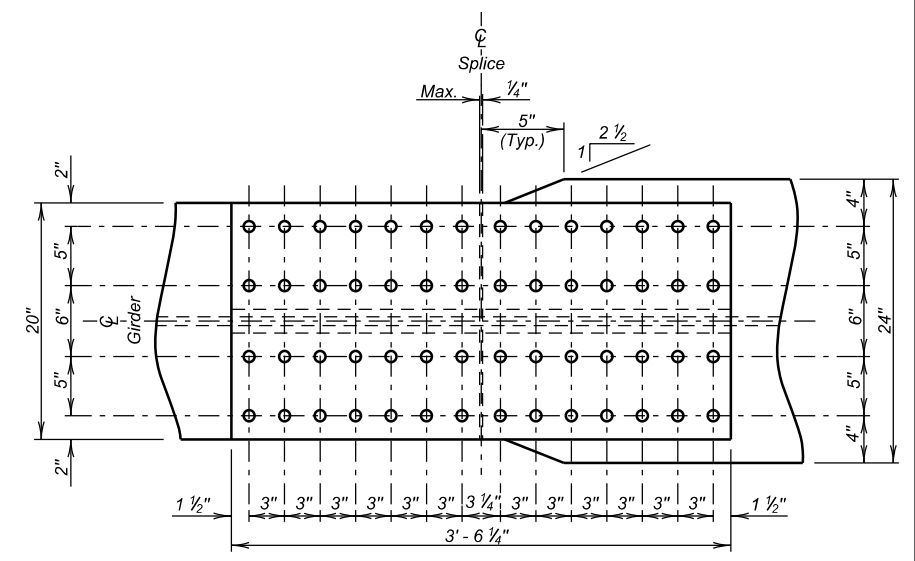 ℄
Splice
Max. 1/4"
5"
(Typ.)
2 1/2
1
2"
5"
6"
5"
2"
20"
℄
Girder
4"
5"
6"
5"
4"
24"
1 1/2" 3" 3" 3" 3" 3" 3" 3 1/4" 3" 3" 3" 3" 3" 3" 1 1/2"
3' - 6 1/4"